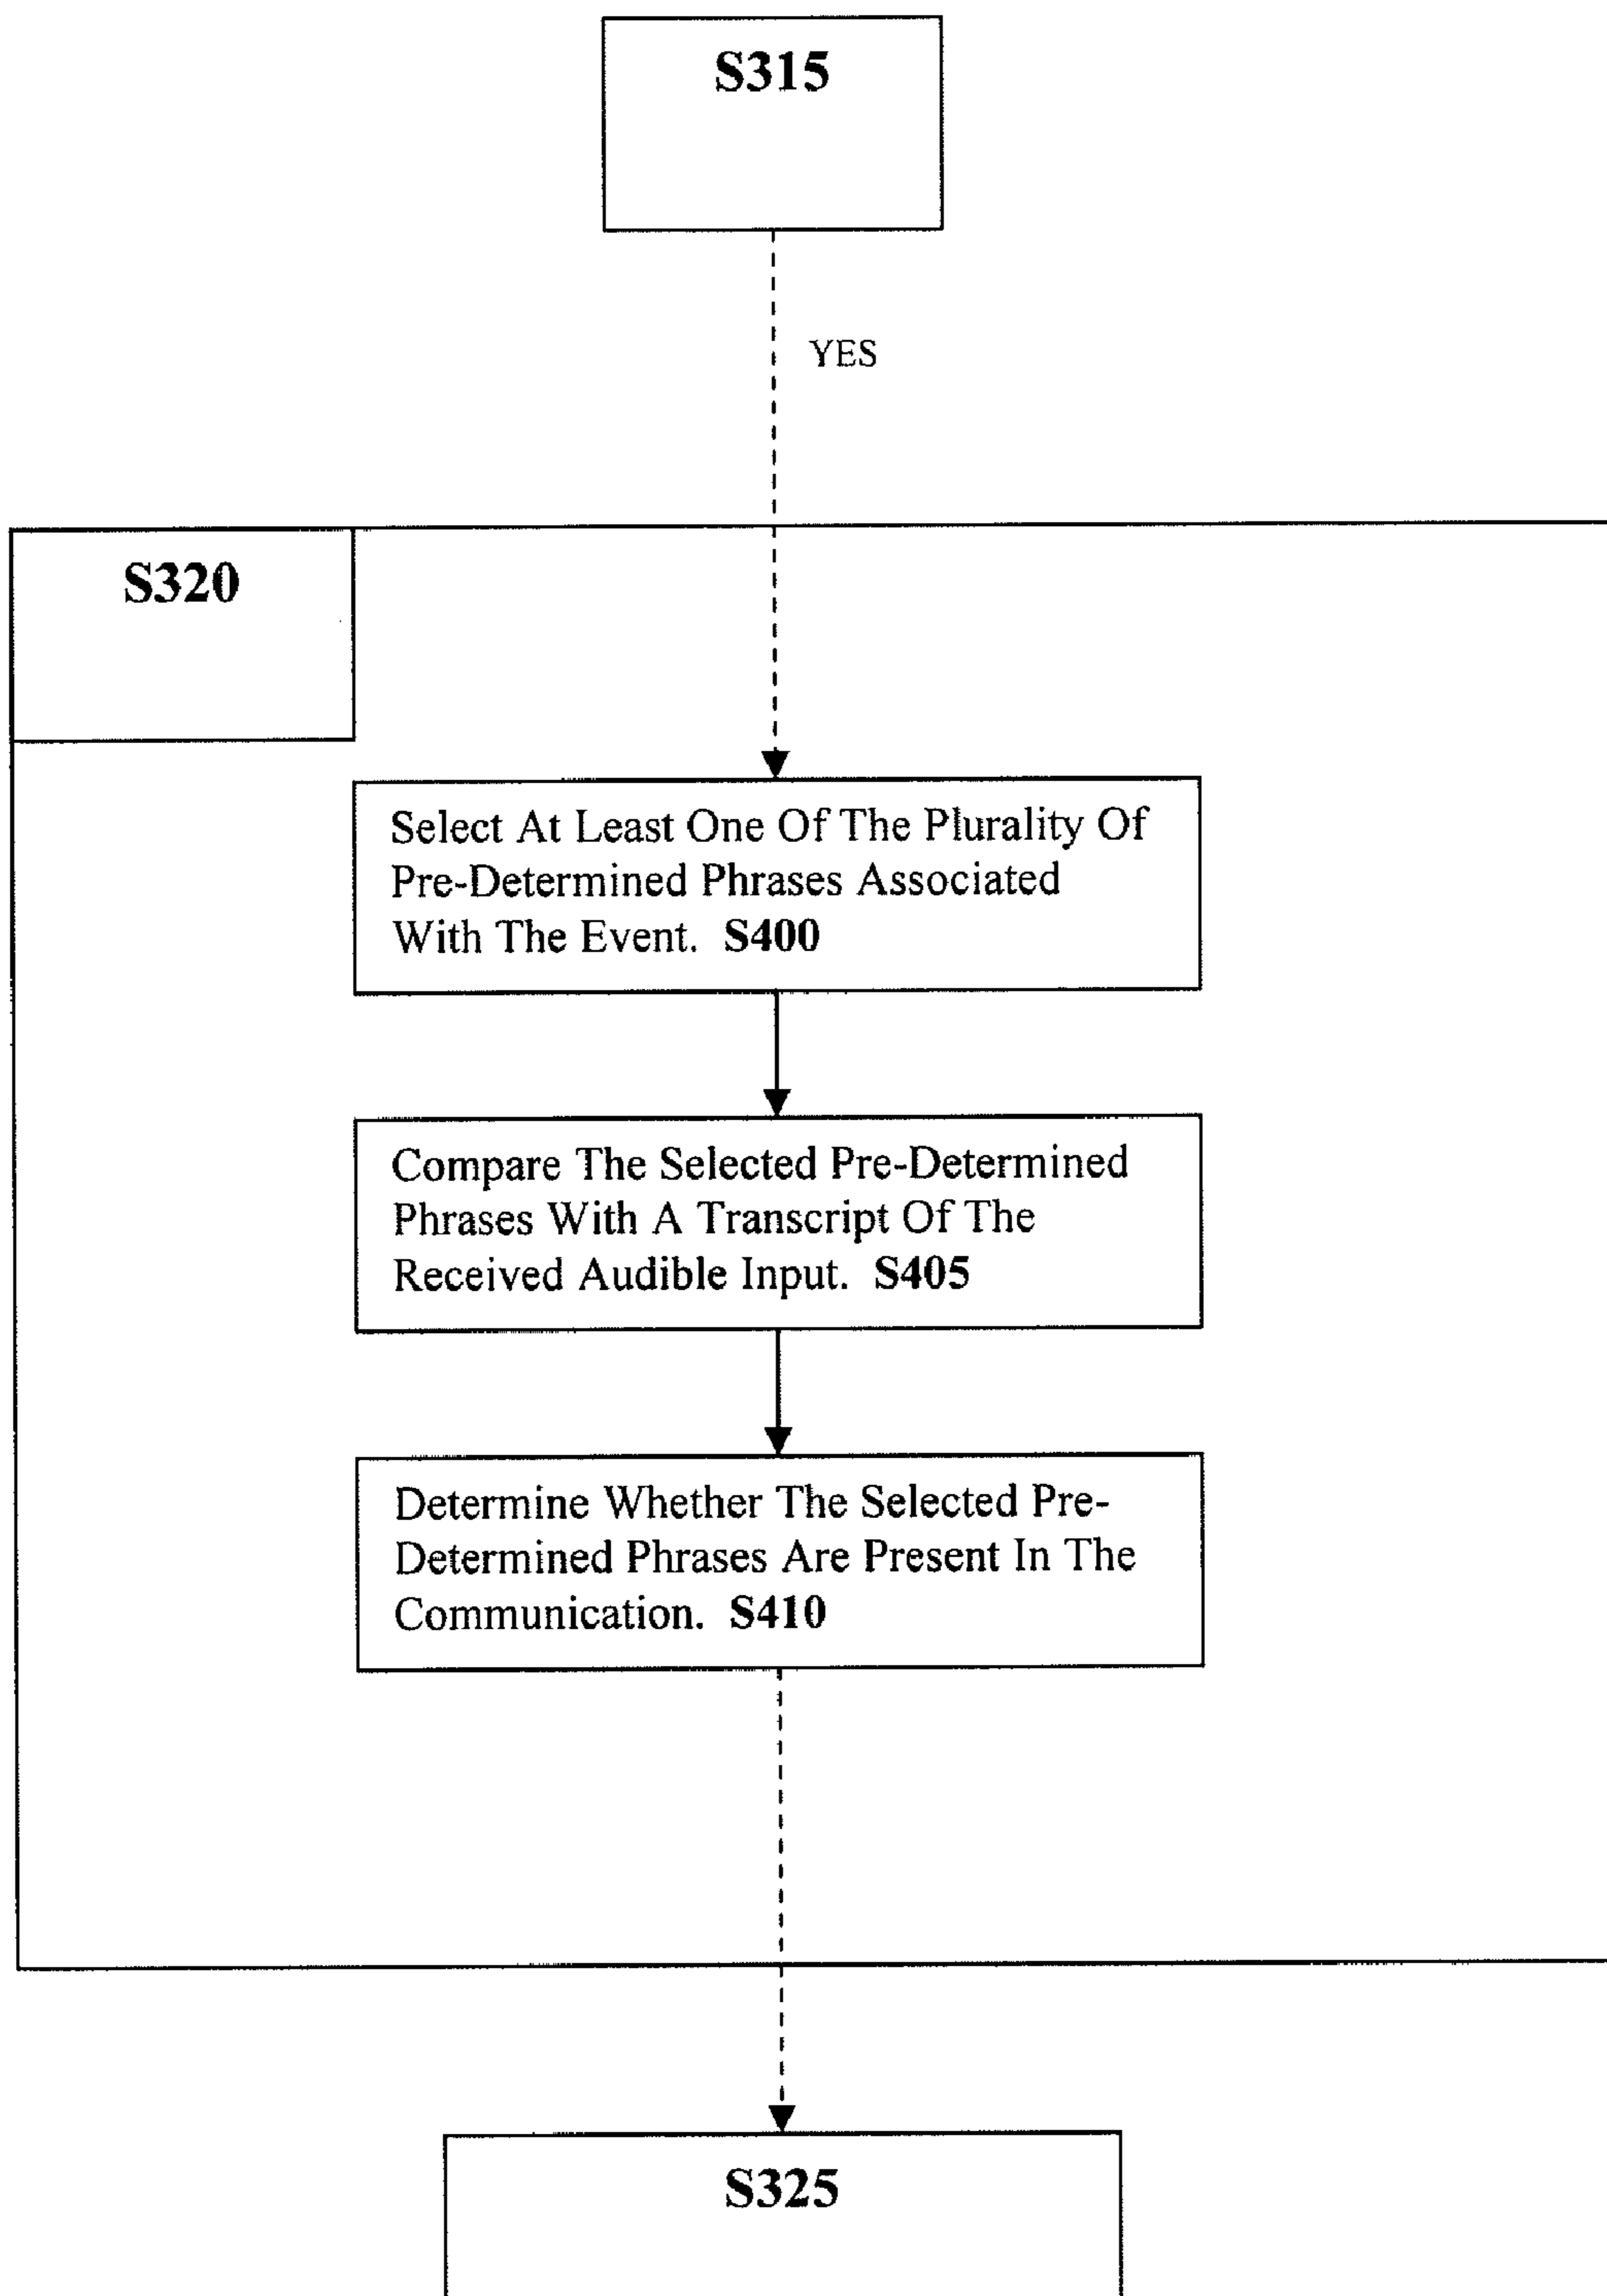 S315
YES
S320
Select At Least One Of The Plurality Of
Pre-Determined Phrases Associated
With The Event. S400
Compare The Selected Pre-Determined
Phrases With A Transcript Of The
Received Audible Input. S405
Determine Whether The Selected Pre-
Determined Phrases Are Present In The
Communication. S410
S325